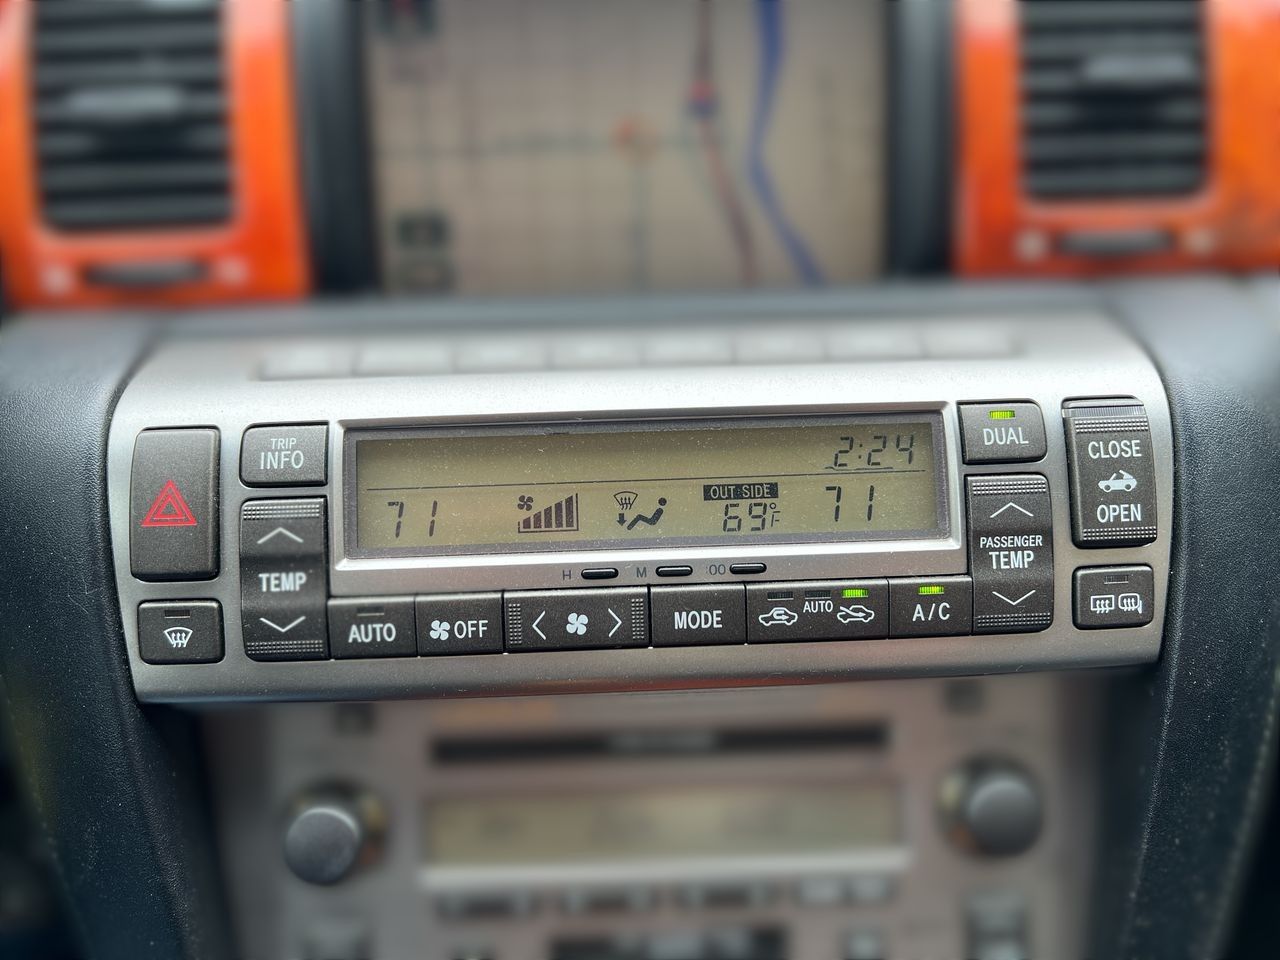 2:24
71
OUT SIDE
69°F
71
TRIP
INFO
DUAL
CLOSE
OPEN
TEMP
PASSENGER
TEMP
H
M
:00
AUTO
OFF
MODE
AUTO
A/C